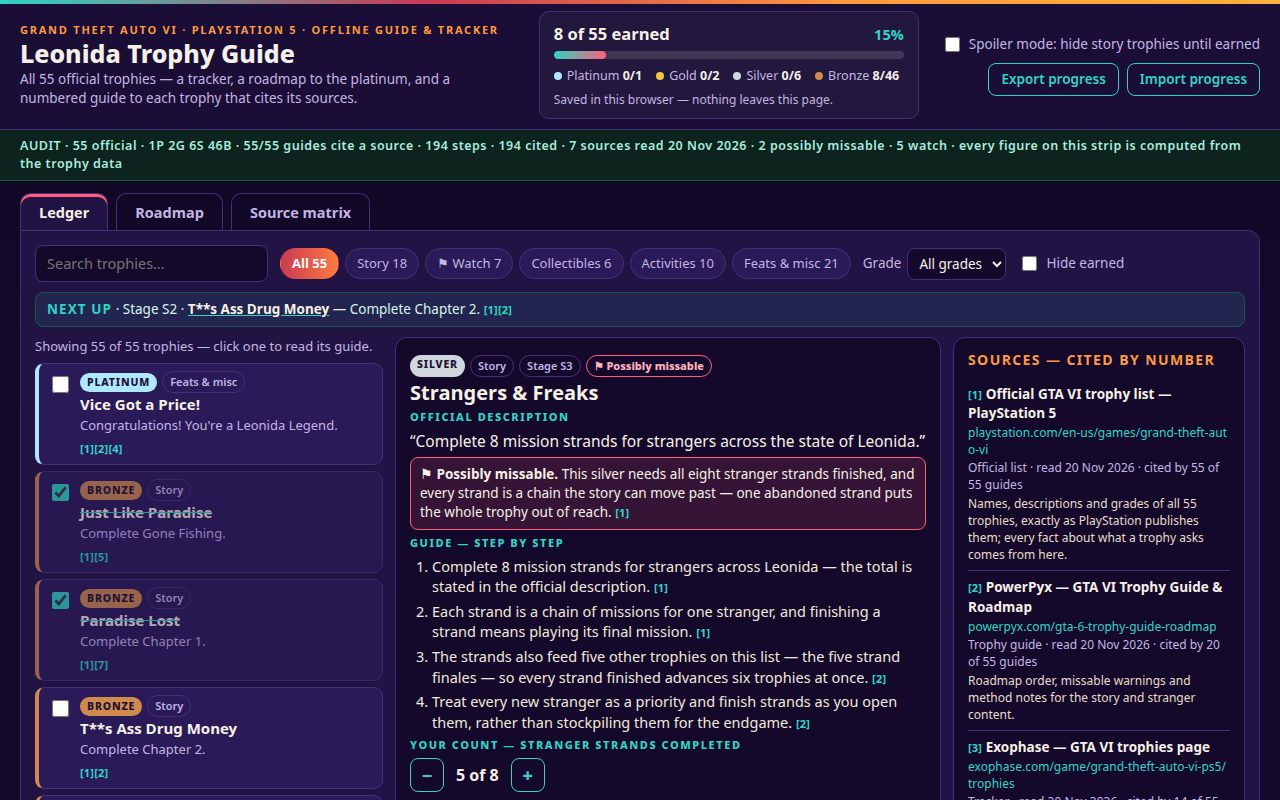 GRAND THEFT AUTO VI · PLAYSTATION 5 · OFFLINE GUIDE & TRACKER
Leonida Trophy Guide
All 55 official trophies — a tracker, a roadmap to the platinum, and a
numbered guide to each trophy that cites its sources.
8 of 55 earned
15%
Platinum 0/1
Gold 0/2
Silver 0/6
Bronze 8/46
Saved in this browser — nothing leaves this page.
Spoiler mode: hide story trophies until earned
Export progress
Import progress
AUDIT · 55 official · 1P 2G 6S 46B · 55/55 guides cite a source · 194 steps · 194 cited · 7 sources read 20 Nov 2026 · 2 possibly missable · 5 watch · every figure on this strip is computed from
the trophy data
Ledger
Roadmap
Source matrix
Search trophies...
All 55
Story 18
⚑ Watch 7
Collectibles 6
Activities 10
Feats & misc 21
Grade
All grades
Hide earned
NEXT UP · Stage S2 · T**s Ass Drug Money — Complete Chapter 2. [1][2]
Showing 55 of 55 trophies — click one to read its guide.
PLATINUM
Feats & misc
Vice Got a Price!
Congratulations! You're a Leonida Legend.
[1][2][4]
BRONZE
Story
Just Like Paradise
Complete Gone Fishing.
[1][5]
BRONZE
Story
Paradise Lost
Complete Chapter 1.
[1][7]
BRONZE
Story
T**s Ass Drug Money
Complete Chapter 2.
[1][2]
SILVER
Story
Stage S3
⚑ Possibly missable
Strangers & Freaks
OFFICIAL DESCRIPTION
“Complete 8 mission strands for strangers across the state of Leonida.”
⚑ Possibly missable. This silver needs all eight stranger strands finished, and
every strand is a chain the story can move past — one abandoned strand puts
the whole trophy out of reach. [1]
GUIDE — STEP BY STEP
1. Complete 8 mission strands for strangers across Leonida — the total is
stated in the official description. [1]
2. Each strand is a chain of missions for one stranger, and finishing a
strand means playing its final mission. [1]
3. The strands also feed five other trophies on this list — the five strand
finales — so every strand finished advances six trophies at once. [2]
4. Treat every new stranger as a priority and finish strands as you open
them, rather than stockpiling them for the endgame. [2]
YOUR COUNT — STRANGER STRANDS COMPLETED
−
5 of 8
+
SOURCES — CITED BY NUMBER
[1] Official GTA VI trophy list —
PlayStation 5
playstation.com/en-us/games/grand-theft-aut
o-vi
Official list · read 20 Nov 2026 · cited by 55 of
55 guides
Names, descriptions and grades of all 55
trophies, exactly as PlayStation publishes
them; every fact about what a trophy asks
comes from here.
[2] PowerPyx — GTA VI Trophy Guide &
Roadmap
powerpyx.com/gta-6-trophy-guide-roadmap
Trophy guide · read 20 Nov 2026 · cited by 20
of 55 guides
Roadmap order, missable warnings and
method notes for the story and stranger
content.
[3] Exophase — GTA VI trophies page
exophase.com/game/grand-theft-auto-vi-ps5/
trophies
Tracker · read 20 Nov 2026 · cited by 14 of 55